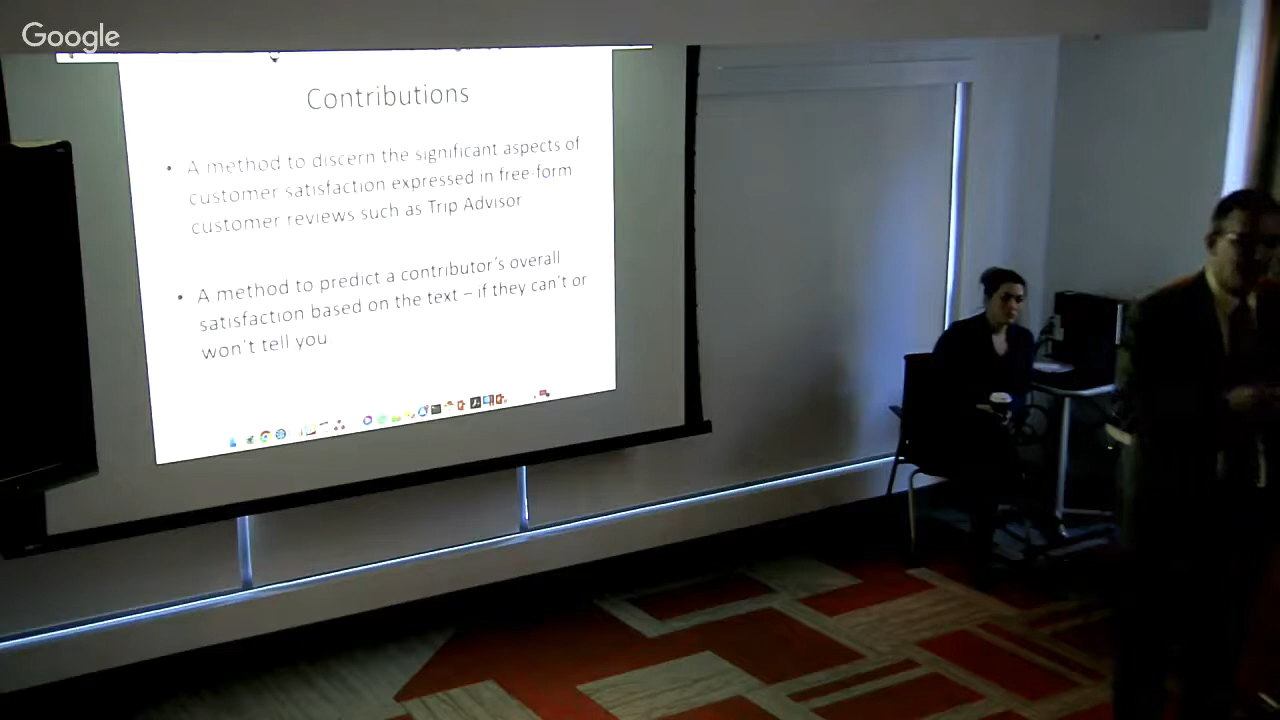 Google
Contributions
• A method to discern the significant aspects of
customer satisfaction expressed in free-form
customer reviews such as Trip Advisor
• A method to predict a contributor's overall
satisfaction based on the text – if they can't or
won't tell you.